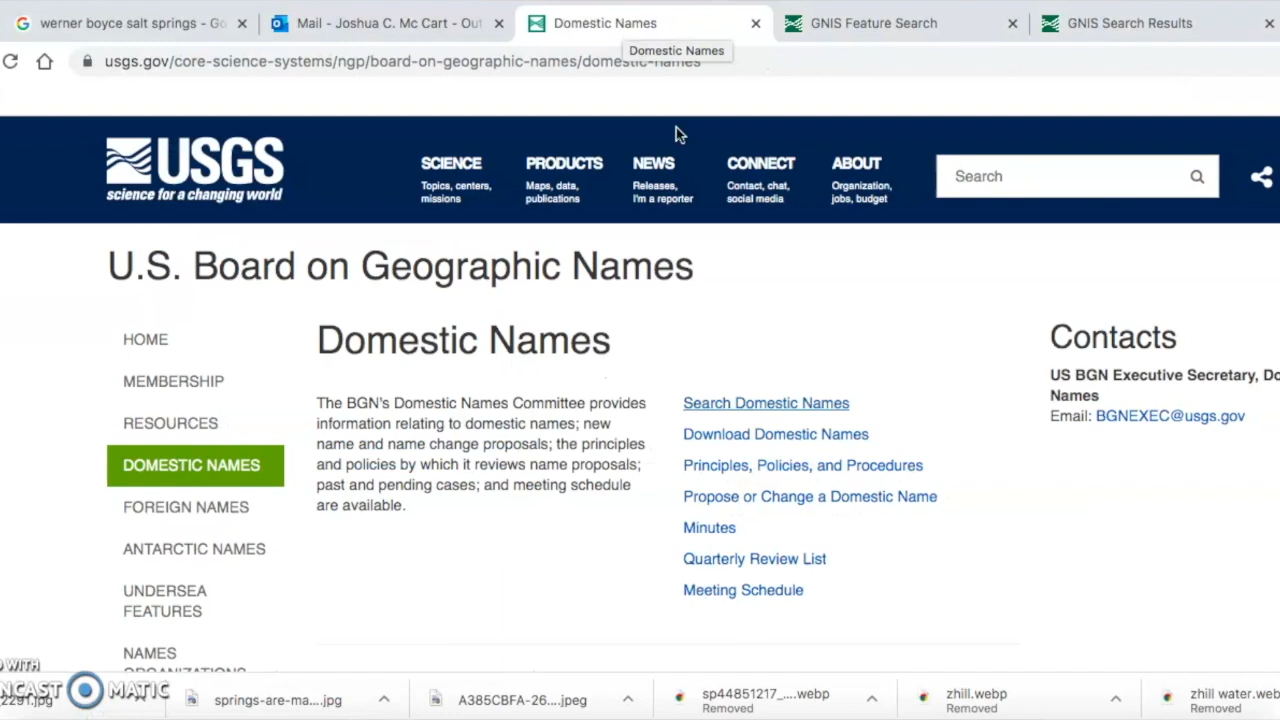 werner boyce salt springs - Go
Mail - Joshua C. Mc Cart - Out
Domestic Names
GNIS Feature Search
GNIS Search Results
Domestic Names
usgs.gov/core-science-systems/ngp/board-on-geographic-names/domestic-names
USGS
science for a changing world
SCIENCE
Topics, centers,
missions
PRODUCTS
Maps, data,
publications
NEWS
Releases,
I'm a reporter
CONNECT
Contact, chat,
social media
ABOUT
Organization,
jobs, budget
Search
U.S. Board on Geographic Names
HOME
MEMBERSHIP
RESOURCES
DOMESTIC NAMES
FOREIGN NAMES
ANTARCTIC NAMES
UNDERSEA
FEATURES
NAMES
ORGANIZATIONS
Domestic Names
The BGN's Domestic Names Committee provides
information relating to domestic names; new
name and name change proposals; the principles
and policies by which it reviews name proposals;
past and pending cases; and meeting schedule
are available.
Search Domestic Names
Download Domestic Names
Principles, Policies, and Procedures
Propose or Change a Domestic Name
Minutes
Quarterly Review List
Meeting Schedule
Contacts
US BGN Executive Secretary, Do
Names
Email: BGNEXEC@usgs.gov
D WITH
NCAST MATIC
2291.jpg
springs-are-ma....jpg
A385CBFA-26....jpeg
sp44851217_....webp
Removed
zhill.webp
Removed
zhill water.web
Removed